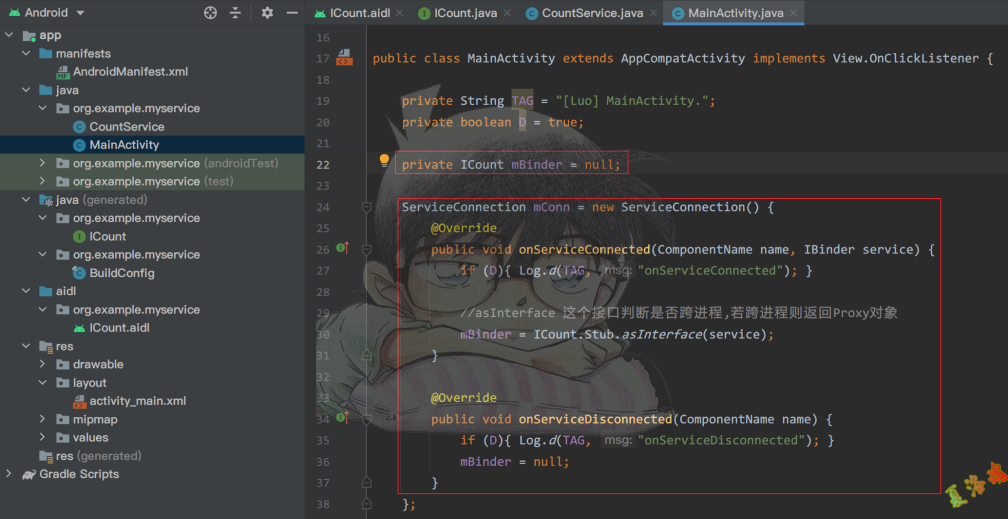 Android
app
manifests
AndroidManifest.xml
java
org.example.myservice
CountService
MainActivity
org.example.myservice (androidTest)
org.example.myservice (test)
java (generated)
org.example.myservice
ICount
org.example.myservice
BuildConfig
aidl
org.example.myservice
ICount.aidl
res
drawable
layout
activity_main.xml
mipmap
values
res (generated)
Gradle Scripts
ICount.aidl ICount.java CountService.java MainActivity.java
16
17 public class MainActivity extends AppCompatActivity implements View.OnClickListener {
18
19 private String TAG = "[Luo] MainActivity.";
20 private boolean D = true;
21
22 private ICount mBinder = null;
23
24 ServiceConnection mConn = new ServiceConnection() {
25 @Override
26 public void onServiceConnected(ComponentName name, IBinder service) {
27 if (D){ Log.d(TAG, msg: "onServiceConnected"); }
28
29 //asInterface 这个接口判断是否跨进程,若跨进程则返回Proxy对象
30 mBinder = ICount.Stub.asInterface(service);
31 }
32
33 @Override
34 public void onServiceDisconnected(ComponentName name) {
35 if (D){ Log.d(TAG, msg: "onServiceDisconnected"); }
36 mBinder = null;
37 }
38 };